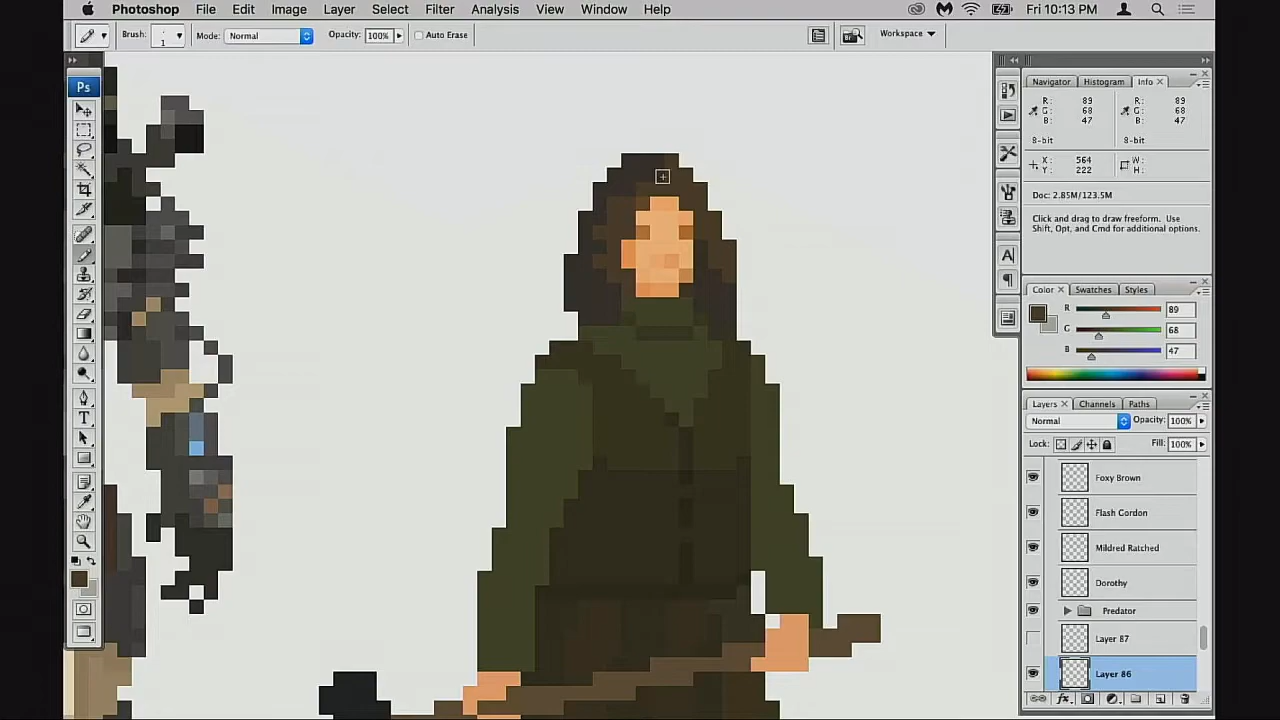 Photoshop File Edit Image Layer Select Filter Analysis View Window Help Fri 10:13 PM
Brush: 1 Mode: Normal Opacity: 100% Auto Erase Workspace
Ps
Navigator Histogram Info
R: 89 R: 89
G: 68 G: 68
B: 47 B: 47
8-bit 8-bit
X: 564 W:
Y: 222 H:
Doc: 2.85M/123.5M
Click and drag to draw freeform. Use
Shift, Opt, and Cmd for additional options.
Color Swatches Styles
R 89
G 68
B 47
Layers Channels Paths
Normal Opacity: 100%
Lock: Fill: 100%
Foxy Brown
Flash Gordon
Mildred Ratched
Dorothy
Predator
Layer 87
Layer 86